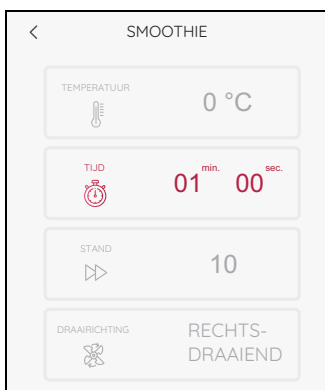 SMOOTHIE
TEMPERATUUR
0 °C
TIJD
01 min. 00 sec.
STAND
10
DRAAIRICHTING
RECHTS-
DRAAIEND